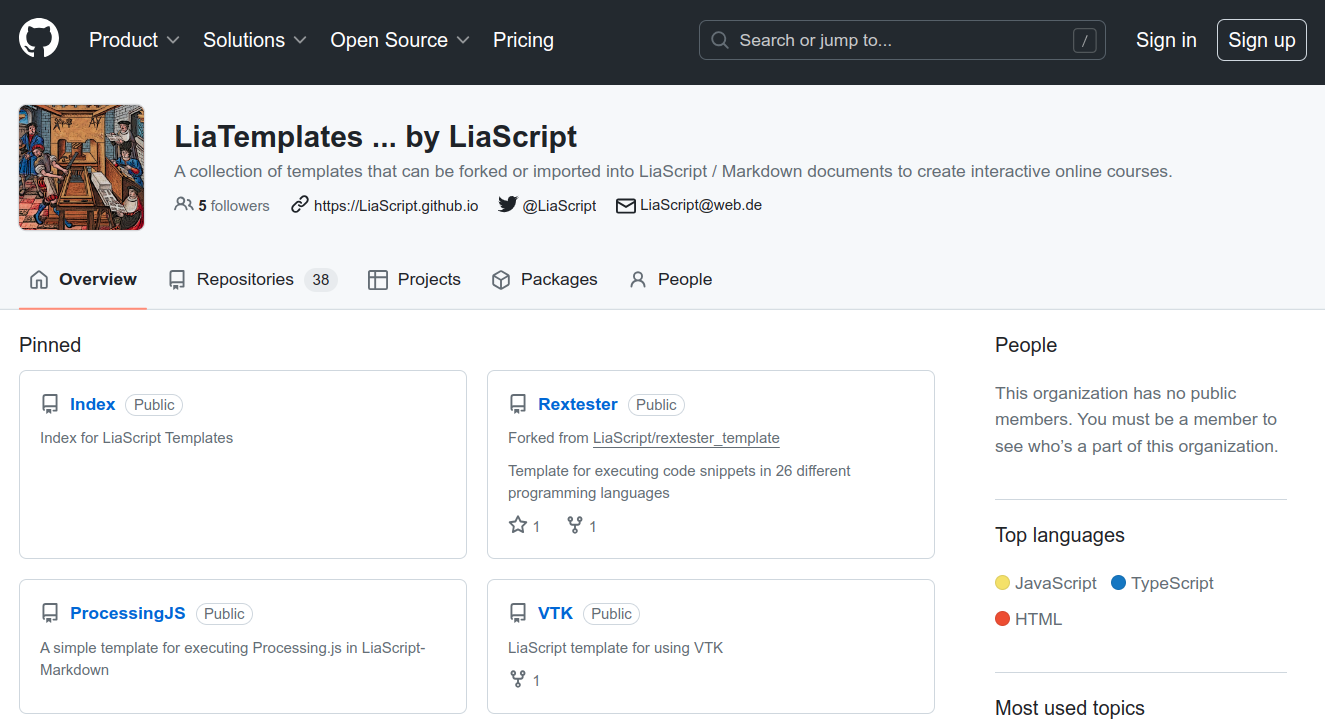 Product Solutions Open Source Pricing Search or jump to... / Sign in Sign up
LiaTemplates ... by LiaScript
A collection of templates that can be forked or imported into LiaScript / Markdown documents to create interactive online courses.
5 followers https://LiaScript.github.io @LiaScript LiaScript@web.de
Overview Repositories 38 Projects Packages People
Pinned
Index Public
Index for LiaScript Templates
Rextester Public
Forked from LiaScript/rextester_template
Template for executing code snippets in 26 different
programming languages
1 1
ProcessingJS Public
A simple template for executing Processing.js in LiaScript-
Markdown
VTK Public
LiaScript template for using VTK
1
People
This organization has no public
members. You must be a member to
see who’s a part of this organization.
Top languages
JavaScript TypeScript
HTML
Most used topics